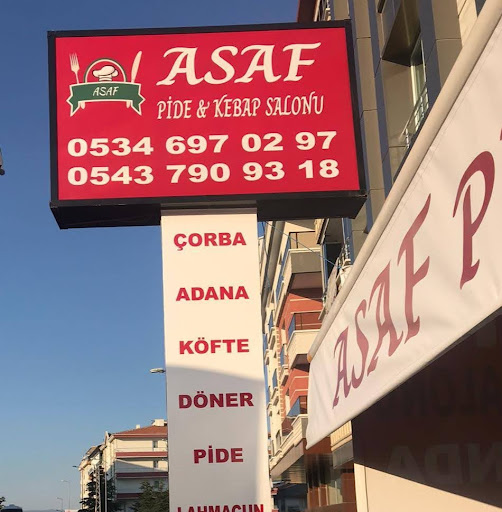 ASAF
ASAF
PİDE & KEBAP SALONU
0534 697 02 97
0543 790 93 18
ÇORBA
ADANA
KÖFTE
DÖNER
PİDE
LAHMACUN
ASAF